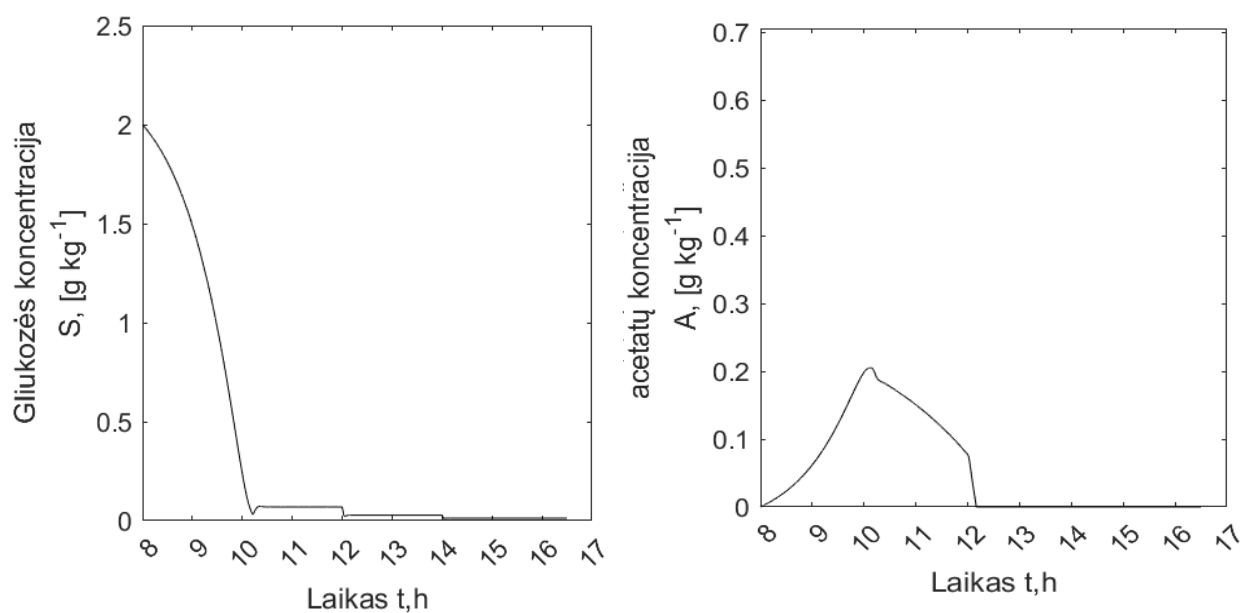 Gliukozės koncentracija
S, [g kg-1]
2.5
2
1.5
1
0.5
0
8 9 10 11 12 13 14 15 16 17
Laikas t,h
acetatų koncentracija
A, [g kg-1]
0.7
0.6
0.5
0.4
0.3
0.2
0.1
0
8 9 10 11 12 13 14 15 16 17
Laikas t,h